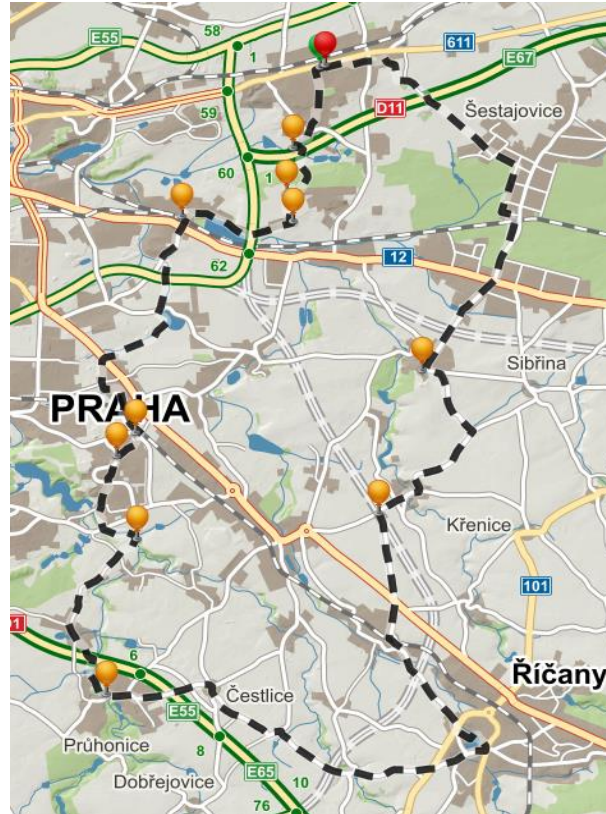 E55
58
1
611
E67
59
D11
Šestajovice
60
1
62
12
Sibřina
PRAHA
Křenice
101
1
6
Říčany
E55
Čestlice
Průhonice
8
E65
10
Dobřejovice
76